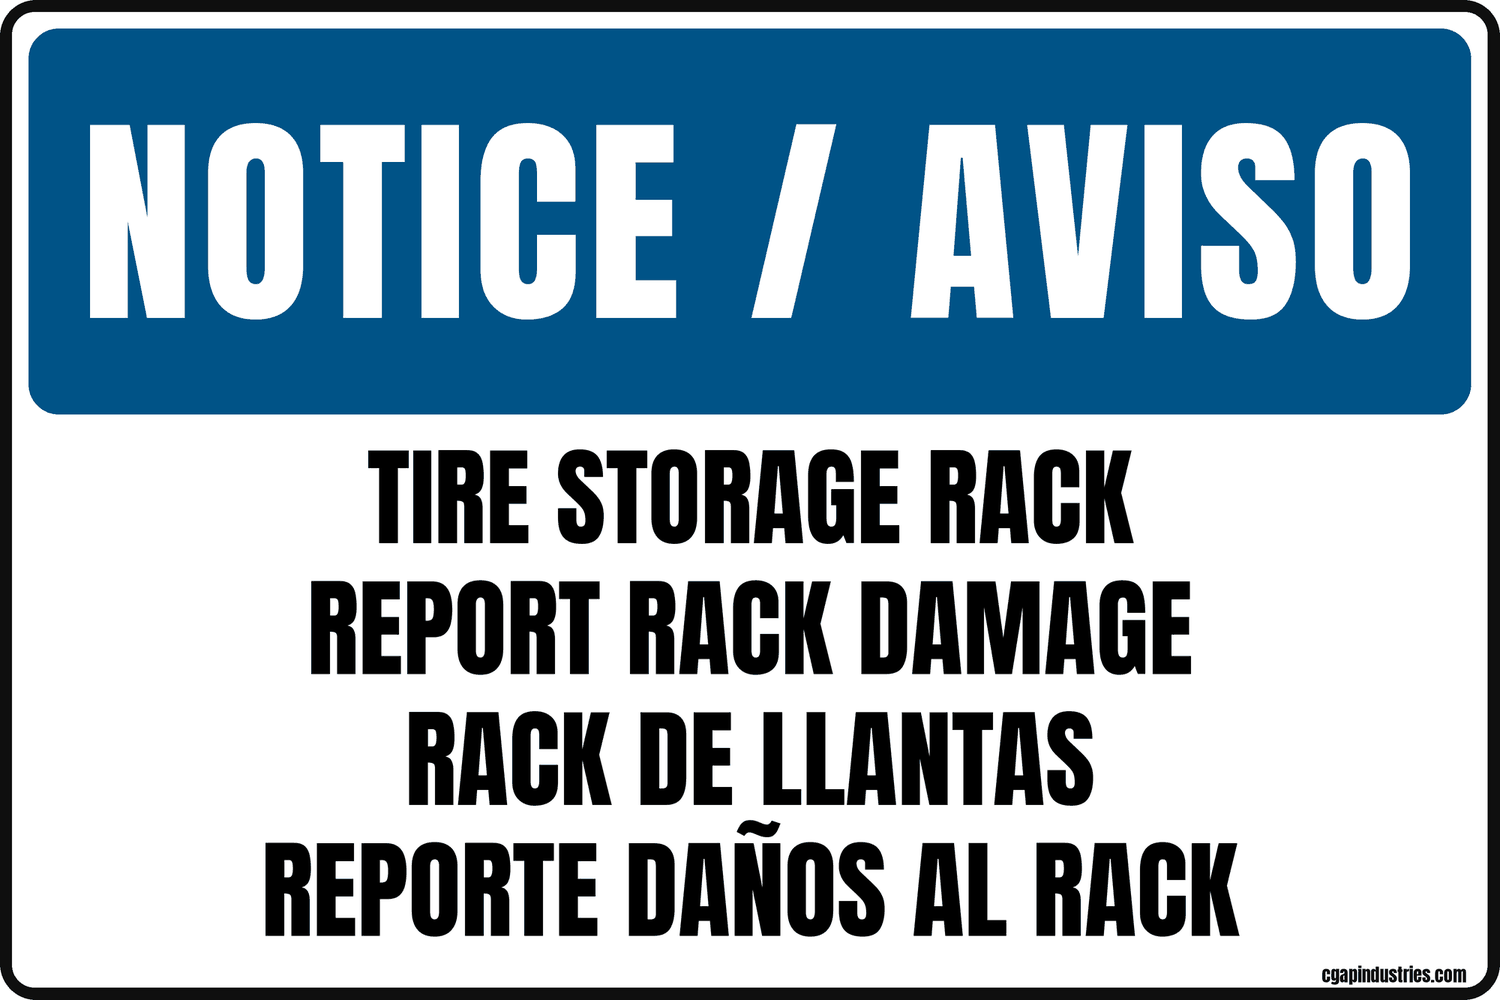 NOTICE / AVISO
TIRE STORAGE RACK
REPORT RACK DAMAGE
RACK DE LLANTAS
REPORTE DAÑOS AL RACK
cgapindustries.com